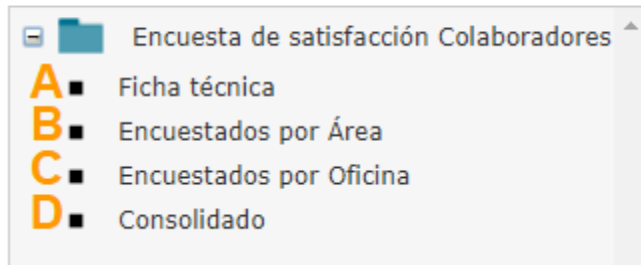 Encuesta de satisfacción Colaboradores
A Ficha técnica
B Encuestados por Área
C Encuestados por Oficina
D Consolidado